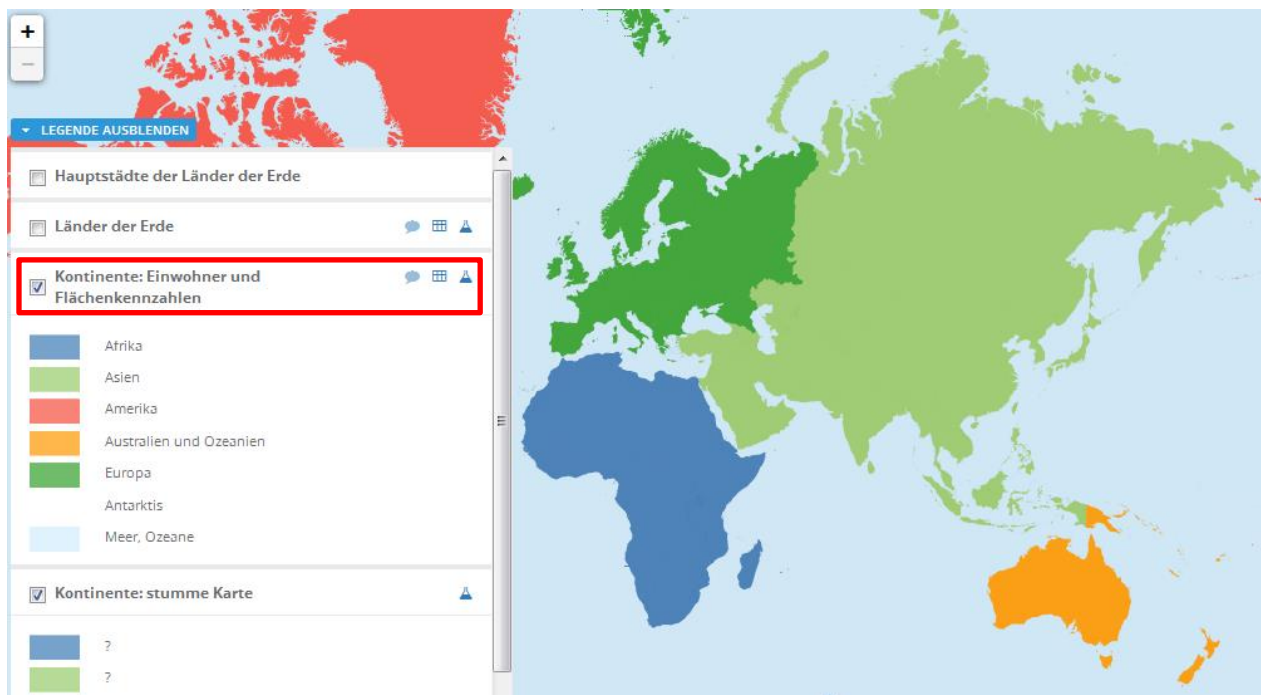 +
−
LEGENDE AUSBLENDEN
Hauptstädte der Länder der Erde
Länder der Erde
Kontinente: Einwohner und
Flächenkennzahlen
Afrika
Asien
Amerika
Australien und Ozeanien
Europa
Antarktis
Meer, Ozeane
Kontinente: stumme Karte
?
?